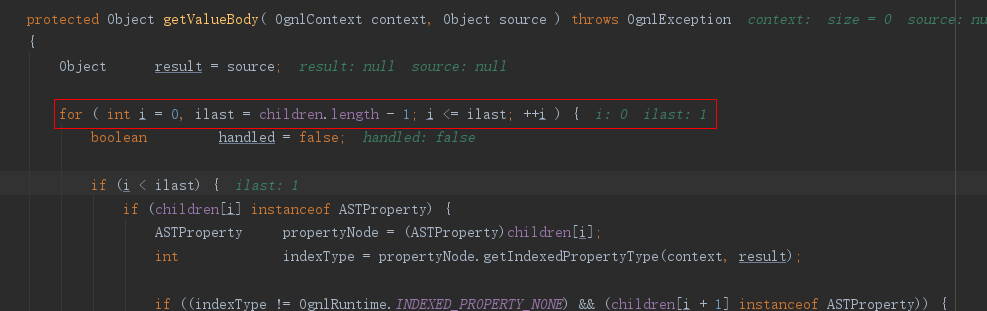 protected Object getValueBody( OgnlContext context, Object source ) throws OgnlException  context:  size = 0  source: nu
{
Object result = source;  result: null  source: null
for ( int i = 0, ilast = children.length - 1; i <= ilast; ++i ) {  i: 0  ilast: 1
boolean handled = false;  handled: false
if (i < ilast) {  ilast: 1
if (children[i] instanceof ASTProperty) {
ASTProperty propertyNode = (ASTProperty)children[i];
int indexType = propertyNode.getIndexedPropertyType(context, result);
if ((indexType != OgnlRuntime.INDEXED_PROPERTY_NONE) && (children[i + 1] instanceof ASTProperty)) {